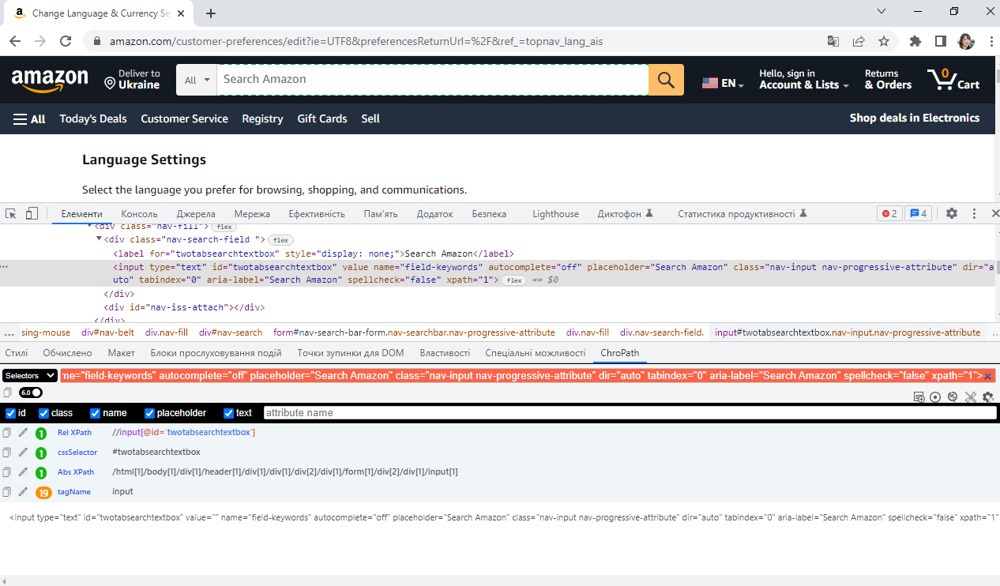 Change Language & Currency Se
amazon.com/customer-preferences/edit?ie=UTF8&preferencesReturnUrl=%2F&ref_=topnav_lang_ais
amazon
Deliver to
Ukraine
All
Search Amazon
EN
Hello, sign in
Account & Lists
Returns
& Orders
0
Cart
All Today's Deals Customer Service Registry Gift Cards Sell Shop deals in Electronics
Language Settings
Select the language you prefer for browsing, shopping, and communications.
Елементи Консоль Джерела Мережа Ефективність Пам'ять Додаток Безпека Lighthouse Диктофон Статистика продуктивності 2 4
<div class="nav-fill"> flex
<div class="nav-search-field "> flex
<label for="twotabsearchtextbox" style="display: none;">Search Amazon</label>
<input type="text" id="twotabsearchtextbox" value name="field-keywords" autocomplete="off" placeholder="Search Amazon" class="nav-input nav-progressive-attribute" dir="a
uto" tabindex="0" aria-label="Search Amazon" spellcheck="false" xpath="1"> flex == $0
</div>
<div id="nav-iss-attach"></div>
</div>
... sing-mouse div#nav-belt div.nav-fill div#nav-search form#nav-search-bar-form.nav-searchbar.nav-progressive-attribute div.nav-fill div.nav-search-field. input#twotabsearchtextbox.nav-input.nav-progressive-attribute ...
Стилі Обчислено Макет Блоки прослуховування подій Точки зупинки для DOM Властивості Спеціальні можливості ChroPath
Selectors me="field-keywords" autocomplete="off" placeholder="Search Amazon" class="nav-input nav-progressive-attribute" dir="auto" tabindex="0" aria-label="Search Amazon" spellcheck="false" xpath="1">
6.0
id class name placeholder text attribute name
1 Rel XPath //input[@id='twotabsearchtextbox']
1 cssSelector #twotabsearchtextbox
1 Abs XPath /html[1]/body[1]/div[1]/header[1]/div[1]/div[1]/div[2]/div[1]/form[1]/div[2]/div[1]/input[1]
19 tagName input
<input type="text" id="twotabsearchtextbox" value="" name="field-keywords" autocomplete="off" placeholder="Search Amazon" class="nav-input nav-progressive-attribute" dir="auto" tabindex="0" aria-label="Search Amazon" spellcheck="false" xpath="1"